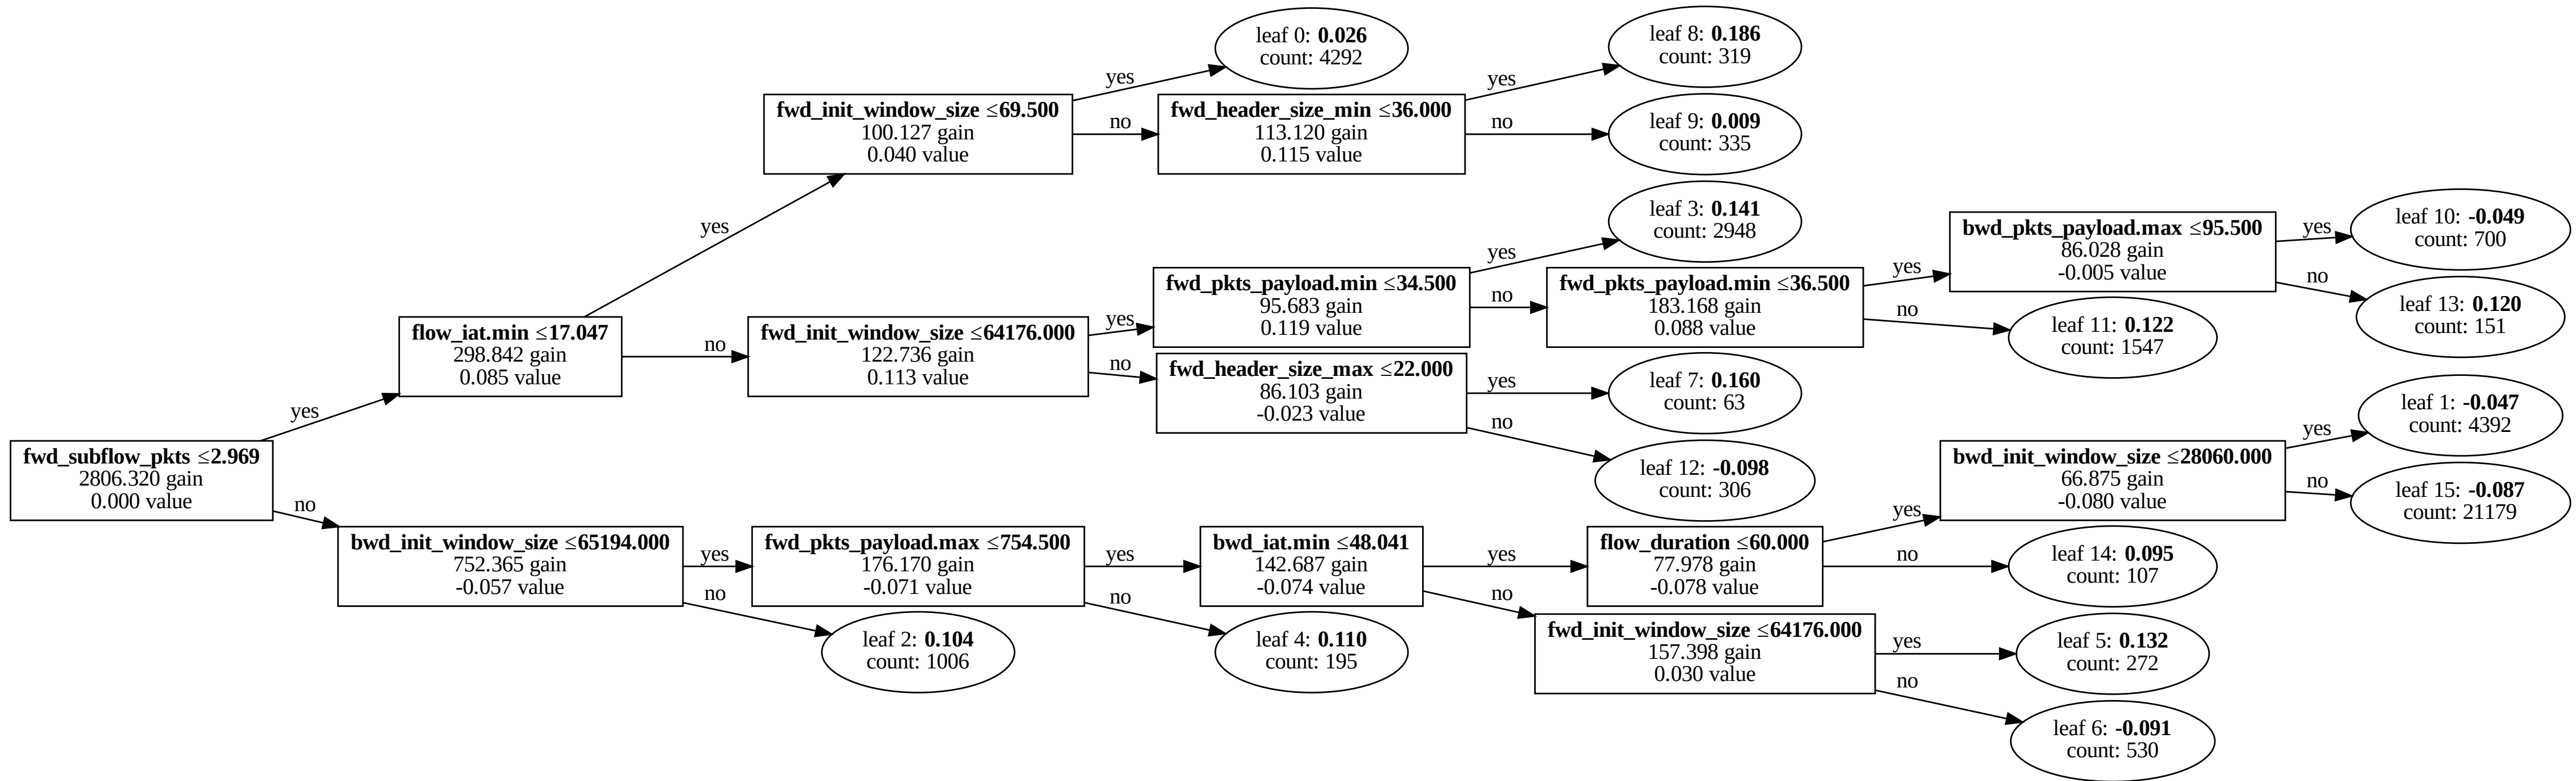 fwd_subflow_pkts ≤2.969
2806.320 gain
0.000 value
yes
no
flow_iat.min ≤17.047
298.842 gain
0.085 value
yes
no
fwd_init_window_size ≤69.500
100.127 gain
0.040 value
yes
no
leaf 0: 0.026
count: 4292
fwd_header_size_min ≤36.000
113.120 gain
0.115 value
yes
no
leaf 8: 0.186
count: 319
leaf 9: 0.009
count: 335
fwd_init_window_size ≤64176.000
122.736 gain
0.113 value
yes
no
fwd_pkts_payload.min ≤34.500
95.683 gain
0.119 value
yes
no
leaf 3: 0.141
count: 2948
fwd_pkts_payload.min ≤36.500
183.168 gain
0.088 value
yes
no
bwd_pkts_payload.max ≤95.500
86.028 gain
-0.005 value
yes
no
leaf 10: -0.049
count: 700
leaf 13: 0.120
count: 151
leaf 11: 0.122
count: 1547
fwd_header_size_max ≤22.000
86.103 gain
-0.023 value
yes
no
leaf 7: 0.160
count: 63
leaf 12: -0.098
count: 306
bwd_init_window_size ≤65194.000
752.365 gain
-0.057 value
yes
no
fwd_pkts_payload.max ≤754.500
176.170 gain
-0.071 value
yes
no
leaf 2: 0.104
count: 1006
bwd_iat.min ≤48.041
142.687 gain
-0.074 value
yes
no
leaf 4: 0.110
count: 195
flow_duration ≤60.000
77.978 gain
-0.078 value
yes
no
bwd_init_window_size ≤28060.000
66.875 gain
-0.080 value
yes
no
leaf 1: -0.047
count: 4392
leaf 15: -0.087
count: 21179
leaf 14: 0.095
count: 107
fwd_init_window_size ≤64176.000
157.398 gain
0.030 value
yes
no
leaf 5: 0.132
count: 272
leaf 6: -0.091
count: 530